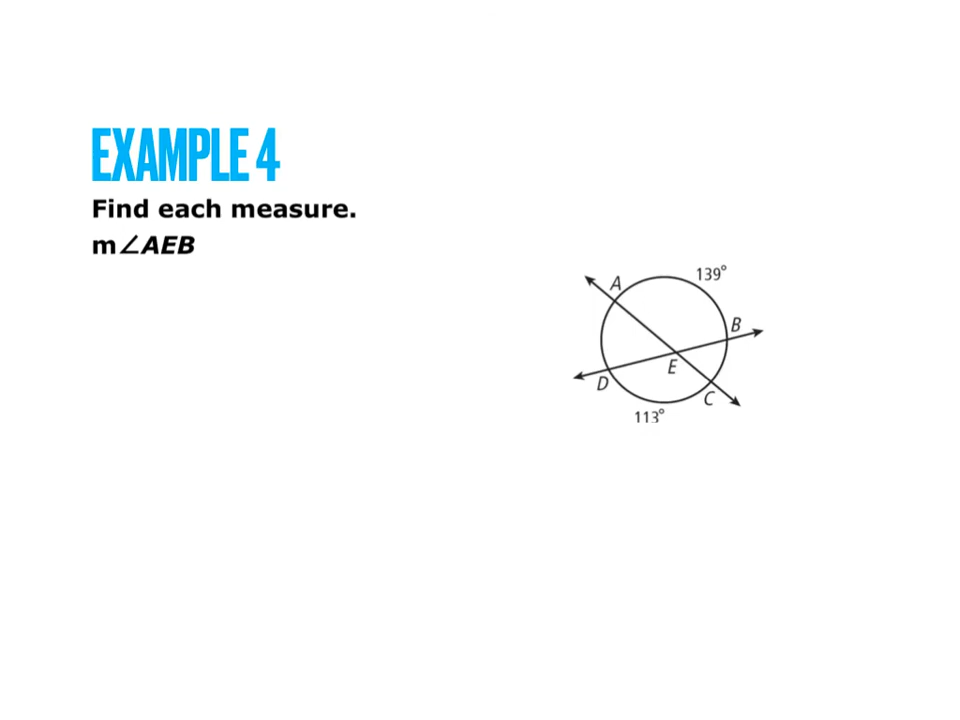 EXAMPLE 4
Find each measure.
m∠AEB
139°
A
B
E
D
C
113°